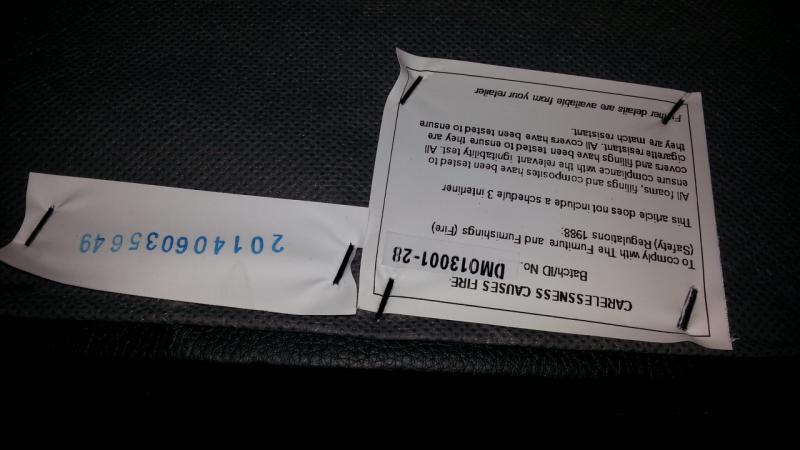 CARELESSNESS CAUSES FIRE
Batch/ID No. DM013001-28
To comply with The Furniture and Furnishings (Fire)
(Safety) Regulations 1988:
This article does not include a schedule 3 interliner
All foams, fillings and composites have been tested to
ensure compliance with the relevant ignitability test. All
covers and fillings have been tested to ensure they are
cigarette resistant. All covers have been tested to ensure
they are match resistant.
Further details are available from your retailer
201406035649